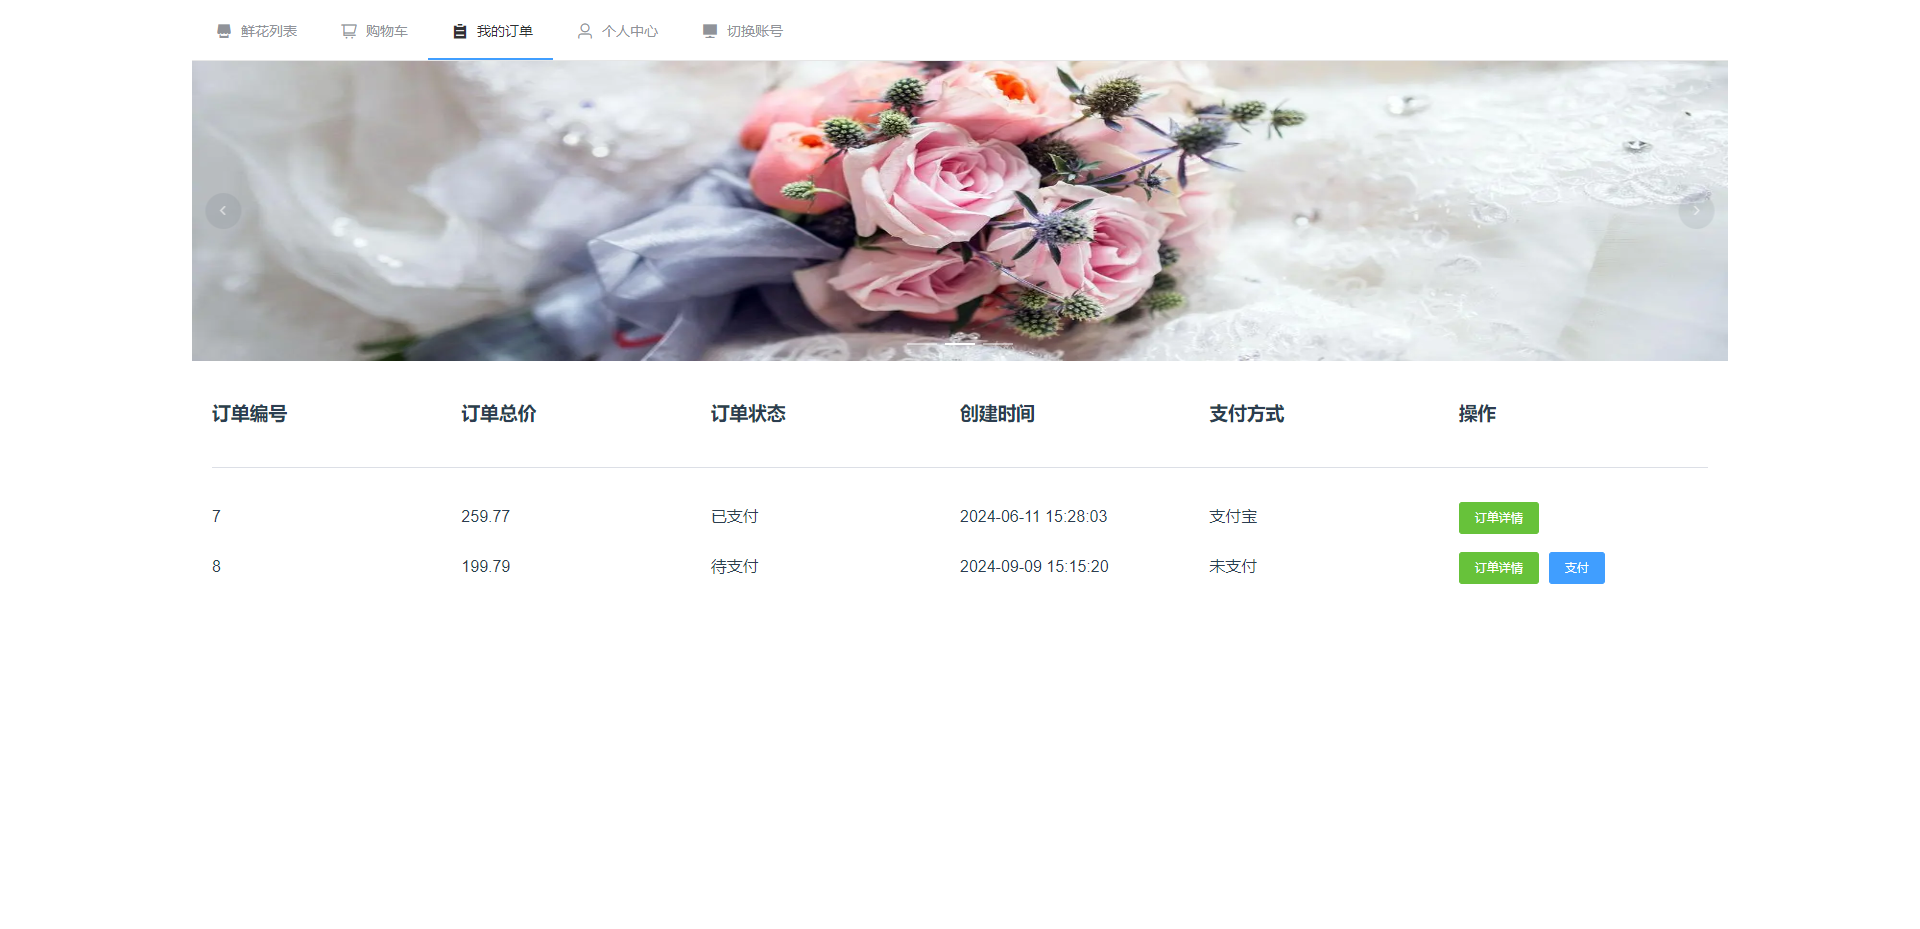 鲜花列表 购物车 我的订单 个人中心 切换账号
订单编号 订单总价 订单状态 创建时间 支付方式 操作
7 259.77 已支付 2024-06-11 15:28:03 支付宝 订单详情
8 199.79 待支付 2024-09-09 15:15:20 未支付 订单详情 支付